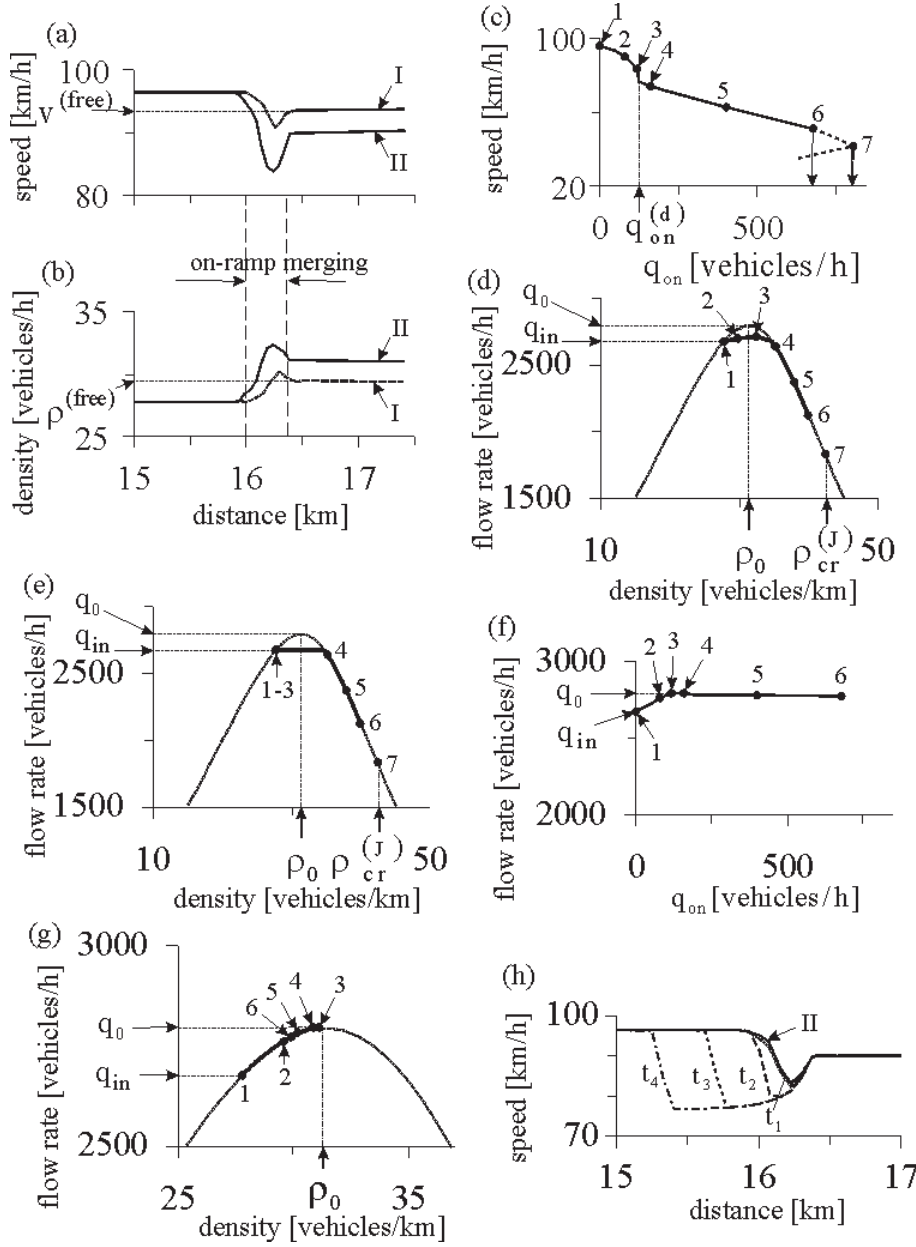 (a)
speed [km/h]
100
v (free)
80
I
II
on-ramp merging
(b)
density [vehicles/h]
35
ρ (free)
25
II
I
15 16 17
distance [km]
(c)
speed [km/h]
100
20
1
2
3
4
5
6
7
0 q on (d) 500
q on [vehicles/h]
(d)
flow rate [vehicles/h]
q0
qin
2500
1500
1
2
3
4
5
6
7
10 ρ0 ρ cr (J) 50
density [vehicles/km]
(e)
flow rate [vehicles/h]
q0
qin
2500
1500
1-3
4
5
6
7
10 ρ0 ρ cr (J) 50
density [vehicles/km]
(f)
flow rate [vehicles/h]
3000
q0
qin
2000
1
2
3
4
5
6
0 500
q on [vehicles/h]
(g)
flow rate [vehicles/h]
3000
q0
qin
2500
1
2
6
5
4
3
25 ρ0 35
density [vehicles/km]
(h)
speed [km/h]
100
70
II
t4
t3
t2
t1
15 16 17
distance [km]